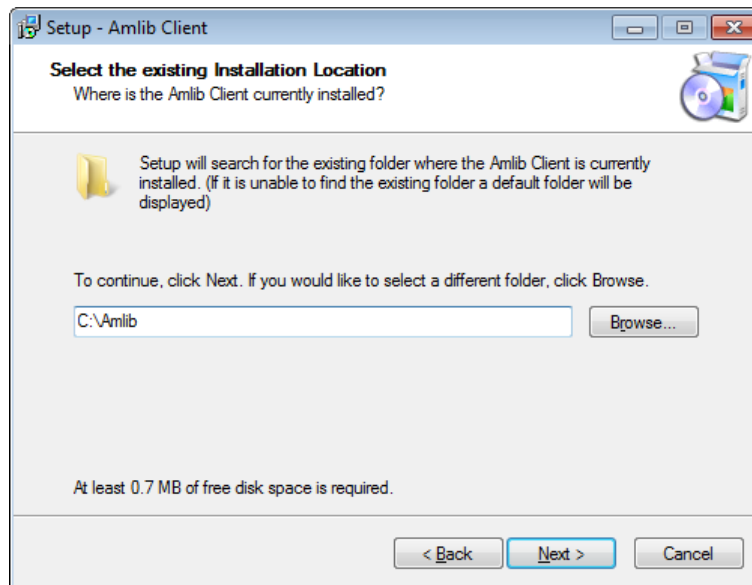 Setup - Amlib Client
Select the existing Installation Location
Where is the Amlib Client currently installed?
Setup will search for the existing folder where the Amlib Client is currently
installed. (If it is unable to find the existing folder a default folder will be
displayed)
To continue, click Next. If you would like to select a different folder, click Browse.
C:\Amlib
Browse...
At least 0.7 MB of free disk space is required.
< Back
Next >
Cancel